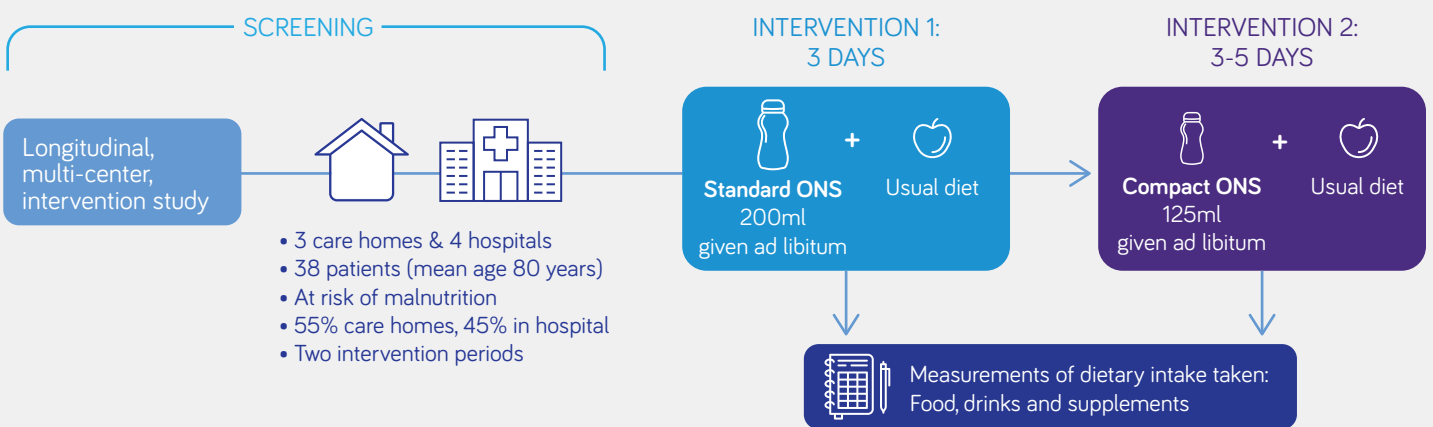 SCREENING
Longitudinal,
multi-center,
intervention study
• 3 care homes & 4 hospitals
• 38 patients (mean age 80 years)
• At risk of malnutrition
• 55% care homes, 45% in hospital
• Two intervention periods
INTERVENTION 1:
3 DAYS
+
Standard ONS
200ml
given ad libitum
Usual diet
INTERVENTION 2:
3-5 DAYS
+
Compact ONS
125ml
given ad libitum
Usual diet
Measurements of dietary intake taken:
Food, drinks and supplements